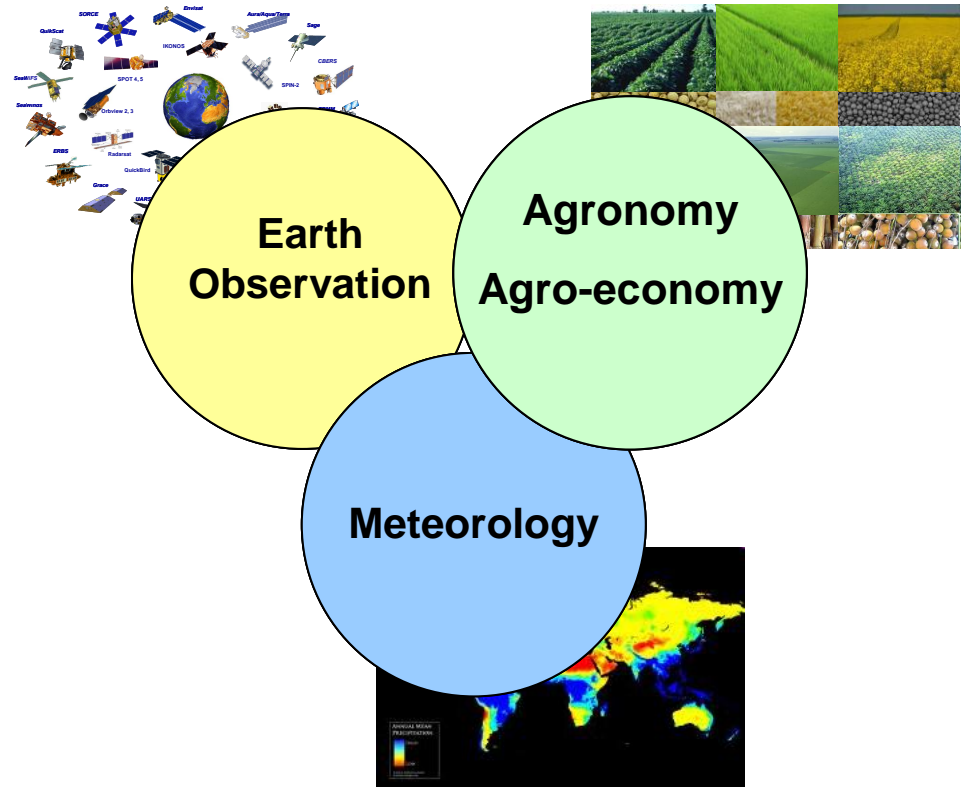 SORCE
Envisat
Aura/Aqua/Terra
Sage
QuikScat
IKONOS
CBERS
SeaWIFS
SPOT 4, 5
SPIN-2
Orbview 2, 3
ERBS
Radarsat
QuickBird
Grace
UARS
Earth
Observation
Agronomy
Agro-economy
Meteorology
ANNUAL MEAN
PRECIPITATION